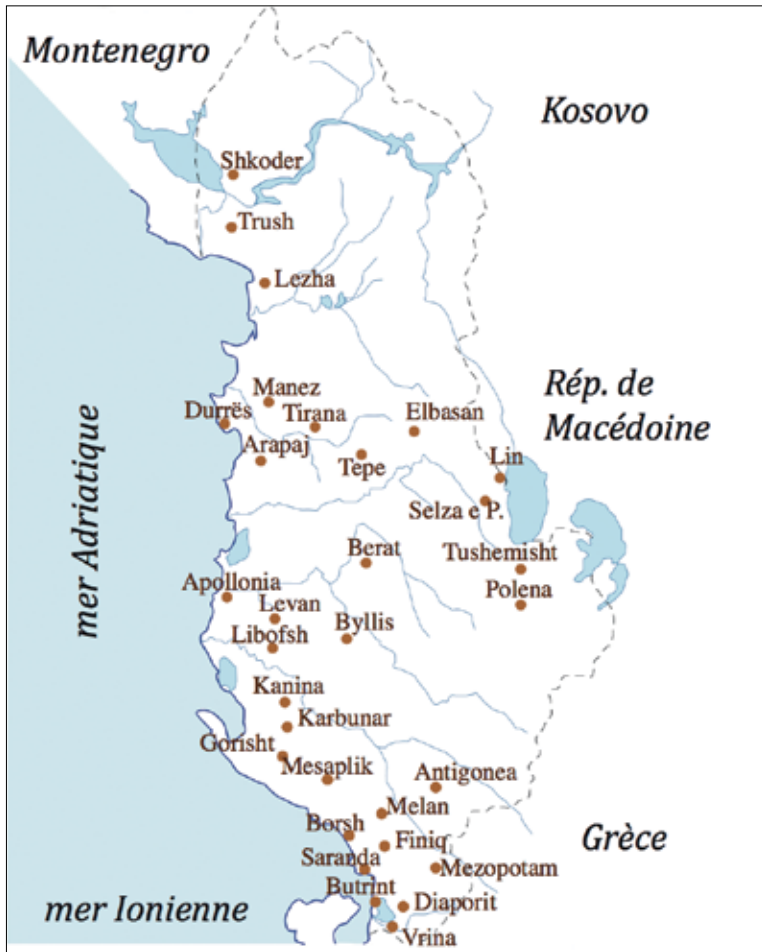 Montenegro
Kosovo
Shkoder
Trush
Lezha
Manez
Durrës
Tirana
Elbasan
Rép. de
Macédoine
Arapaj
Tepe
Lin
Selza e P.
mer Adriatique
Berat
Tushemisht
Apollonia
Polena
Levan
Byllis
Libofsh
Kanina
Karbunar
Gorisht
Mesaplik
Antigonea
Melan
Borsh
Finiq
Grèce
Saranda
Mezopotam
Butrint
Diaporit
mer Ionienne
Vrina